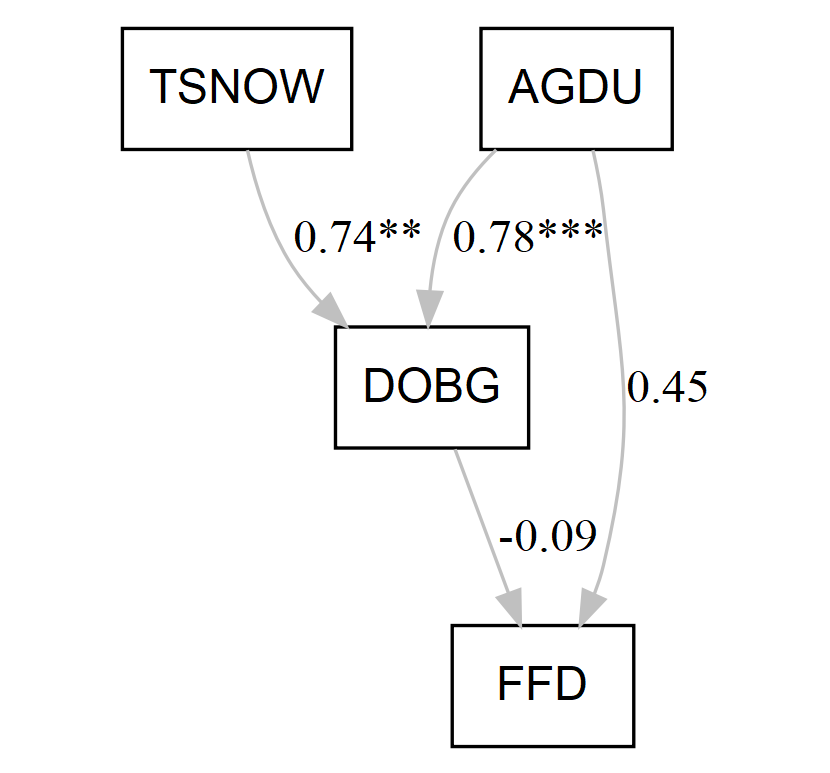 TSNOW
AGDU
0.74**
0.78***
DOBG
0.45
-0.09
FFD